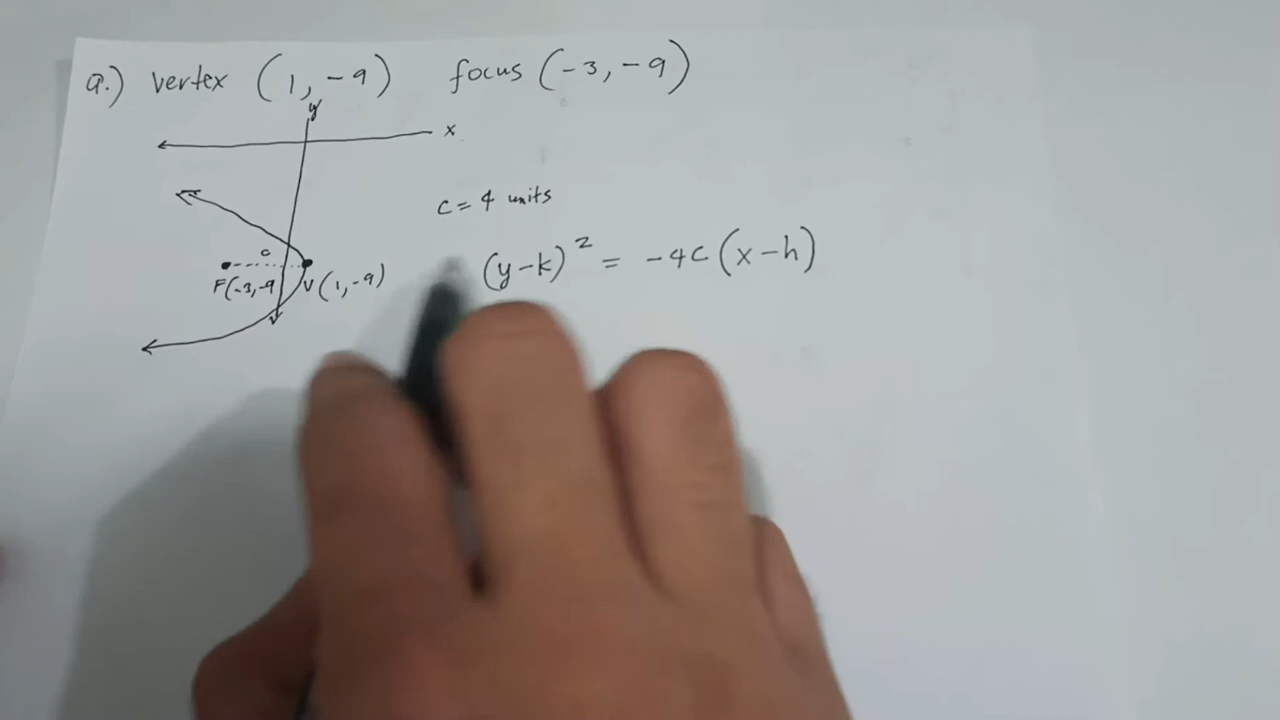 a.) vertex (1, -9) focus (-3, -9)
y
x
c = 4 units
(y-k)² = -4c(x-h)
c
F(-3,-9 V(1,-9)